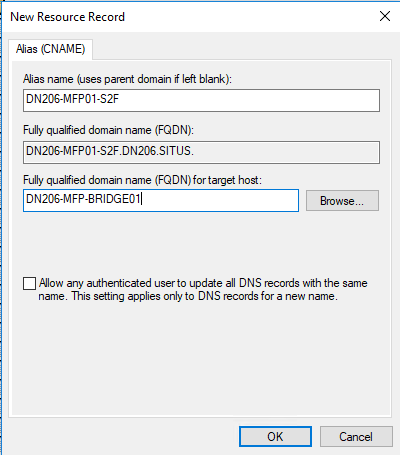 New Resource Record
Alias (CNAME)
Alias name (uses parent domain if left blank):
DN206-MFP01-S2F
Fully qualified domain name (FQDN):
DN206-MFP01-S2F.DN206.SITUS.
Fully qualified domain name (FQDN) for target host:
DN206-MFP-BRIDGE01
Browse...
Allow any authenticated user to update all DNS records with the same
name. This setting applies only to DNS records for a new name.
OK
Cancel